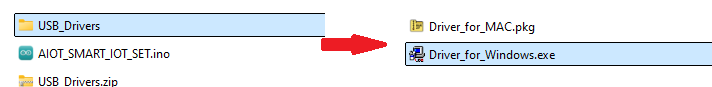 USB_Drivers
AIOT_SMART_IOT_SET.ino
USB_Drivers.zip
Driver_for_MAC.pkg
Driver_for_Windows.exe